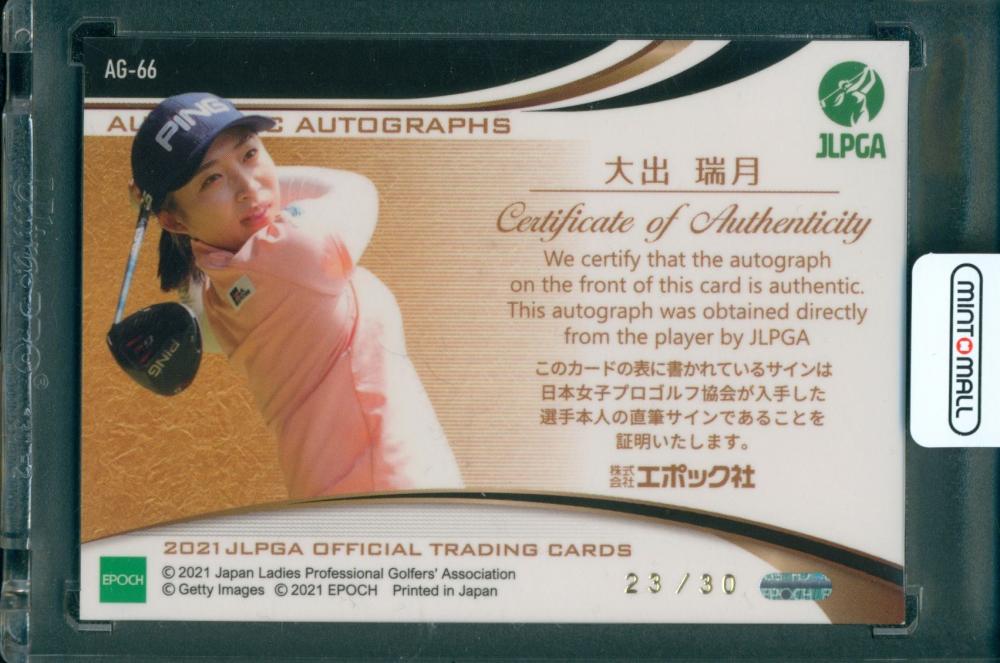 AG-66
AU C AUTOGRAPHS
PING
JLPGA
大出 瑞月
Certificate of Authenticity
We certify that the autograph
on the front of this card is authentic.
This autograph was obtained directly
from the player by JLPGA
このカードの表に書かれているサインは
日本女子プロゴルフ協会が入手した
選手本人の直筆サインであることを
証明いたします。
株式会社エポック社
PING
MINTOMALL
2021 JLPGA OFFICIAL TRADING CARDS
EPOCH
© 2021 Japan Ladies Professional Golfers' Association
© Getty Images © 2021 EPOCH Printed in Japan
23/30
EPOCH